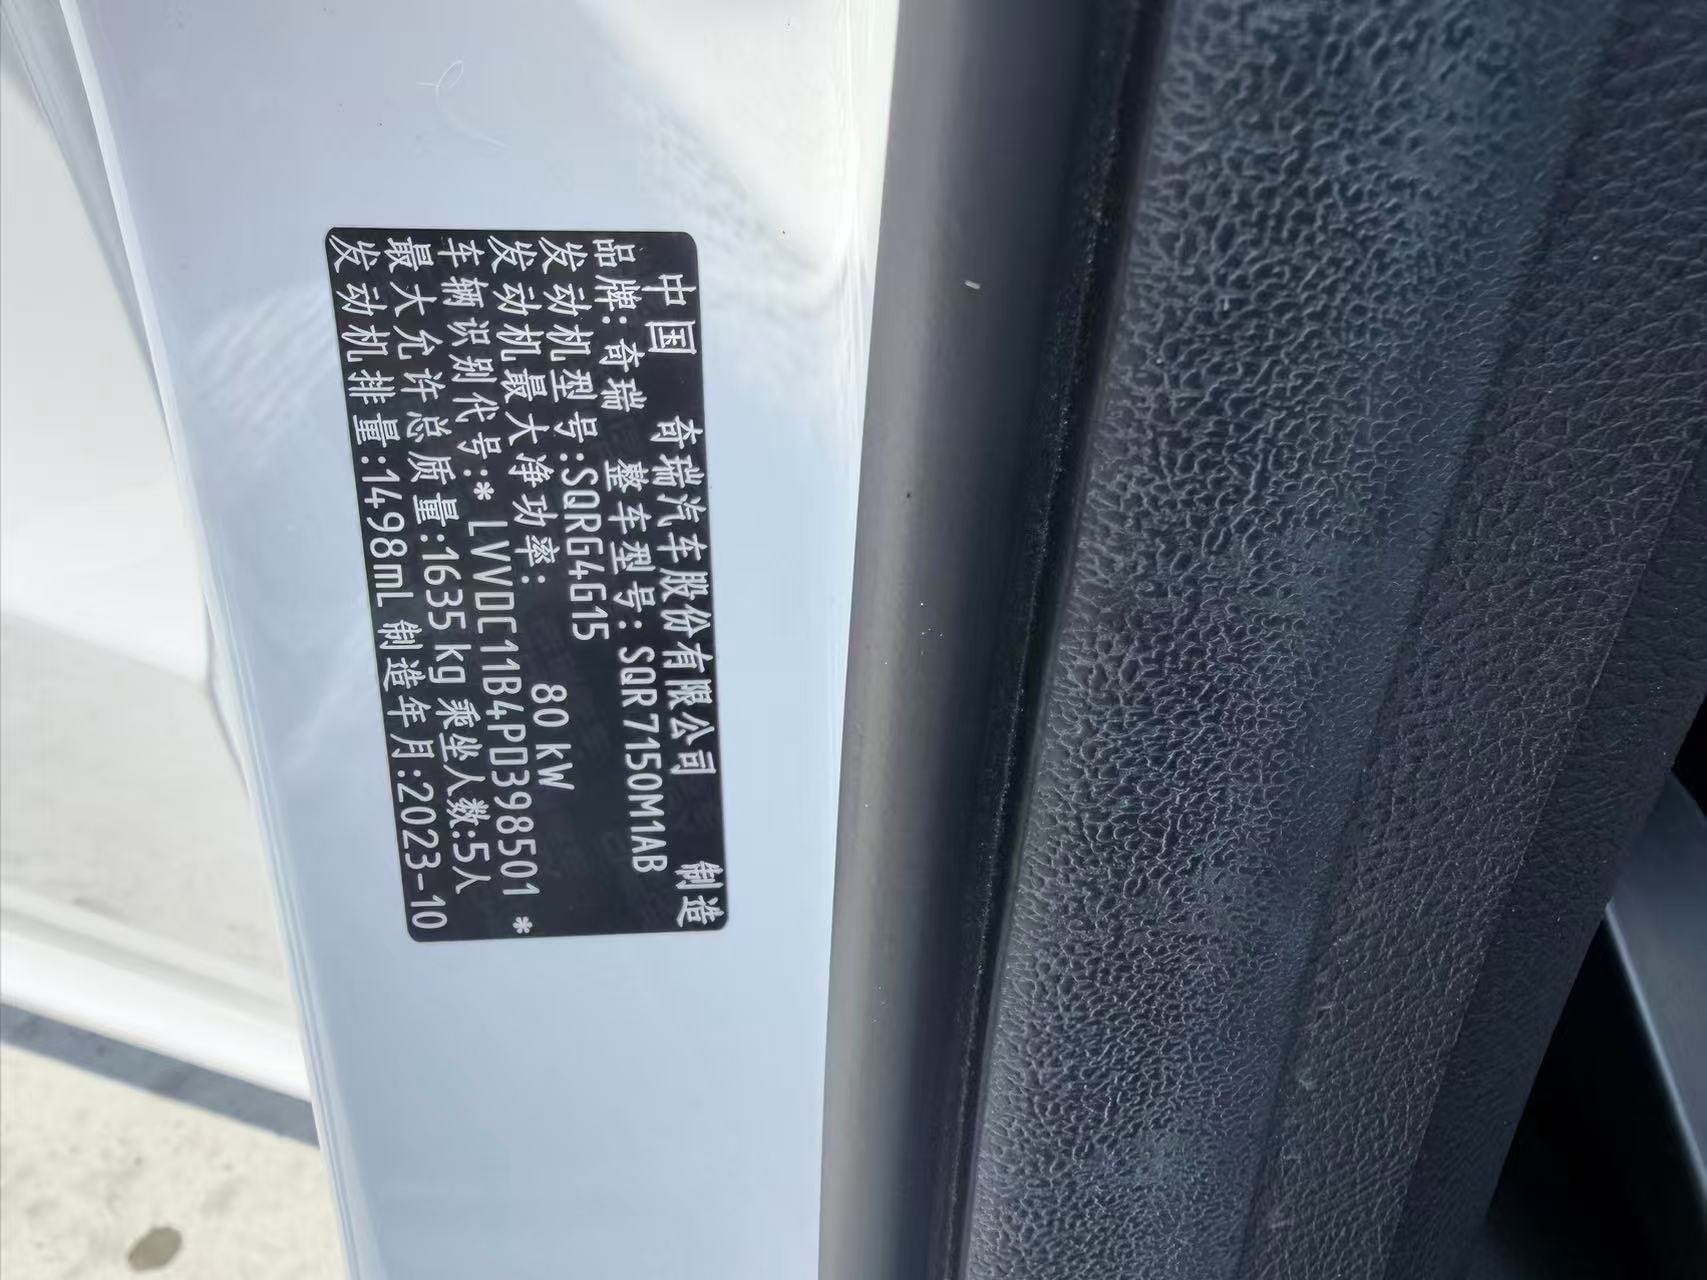 中国 奇瑞汽车股份有限公司 制造
品牌:奇瑞 整车型号:SQR7150M1AB
发动机型号:SQRG4G15
发动机最大净功率: 80 kW
车辆识别代号:* LVVDC11B4PD398501 *
最大允许总质量:1635kg 乘坐人数:5人
发动机排量:1498mL 制造年月:2023-10